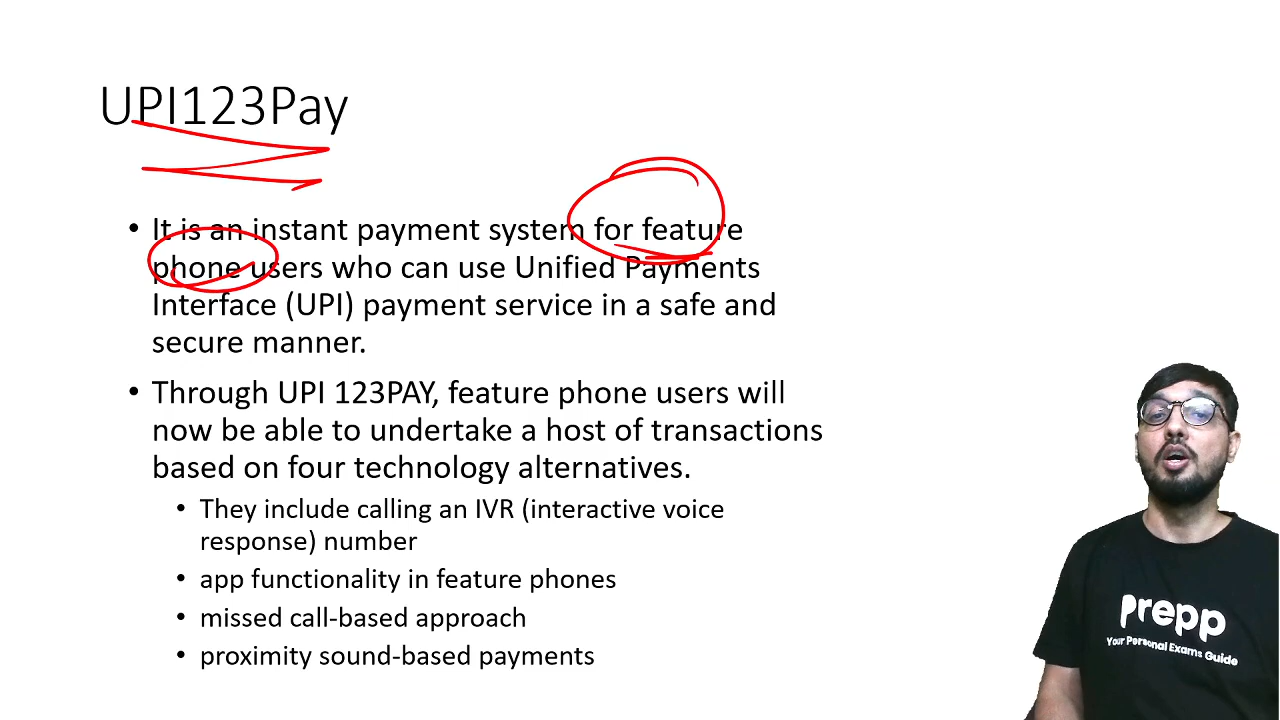 UPI123Pay
• It is an instant payment system for feature
phone users who can use Unified Payments
Interface (UPI) payment service in a safe and
secure manner.
• Through UPI 123PAY, feature phone users will
now be able to undertake a host of transactions
based on four technology alternatives.
• They include calling an IVR (interactive voice
response) number
• app functionality in feature phones
• missed call-based approach
• proximity sound-based payments
prepp
Your Personal Exams Guide